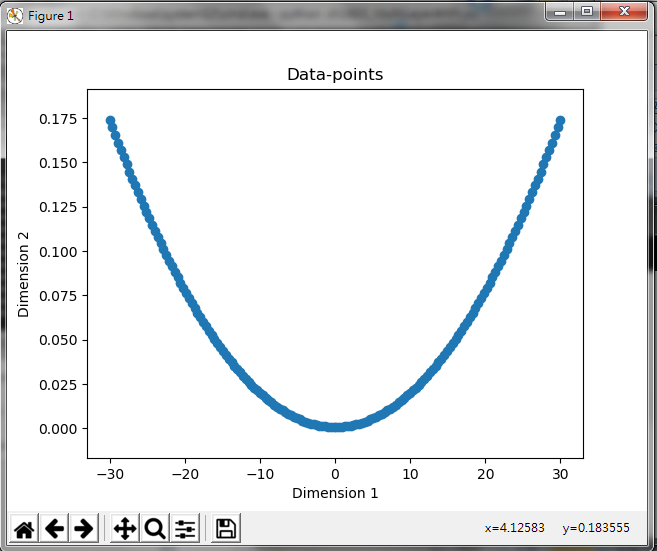 Figure 1
Data-points
0.175
0.150
0.125
0.100
0.075
0.050
0.025
0.000
Dimension 2
−30 −20 −10 0 10 20 30
Dimension 1
x=4.12583 y=0.183555